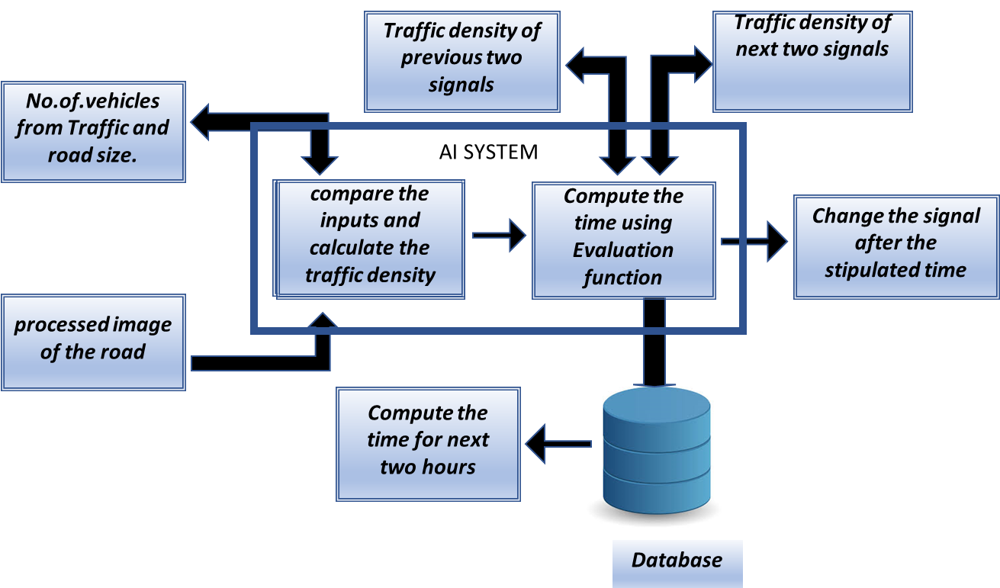 Traffic density of
previous two
signals
Traffic density of
next two signals
No.of.vehicles
from Traffic and
road size.
AI SYSTEM
compare the
inputs and
calculate the
traffic density
Compute the
time using
Evaluation
function
Change the signal
after the
stipulated time
processed image
of the road
Compute the
time for next
two hours
Database